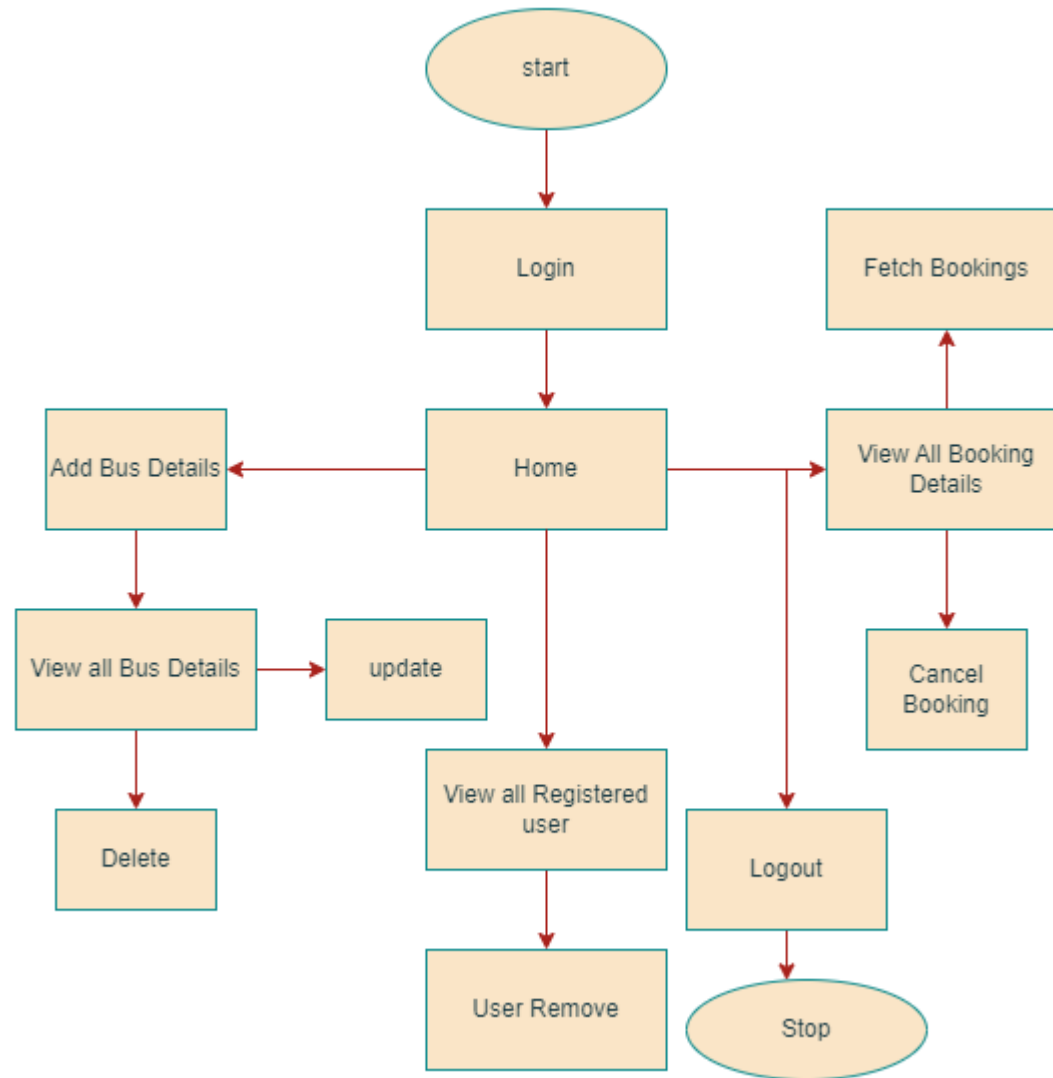 start
Login
Fetch Bookings
Add Bus Details
Home
View All Booking
Details
View all Bus Details
update
Cancel
Booking
View all Registered
user
Delete
Logout
User Remove
Stop